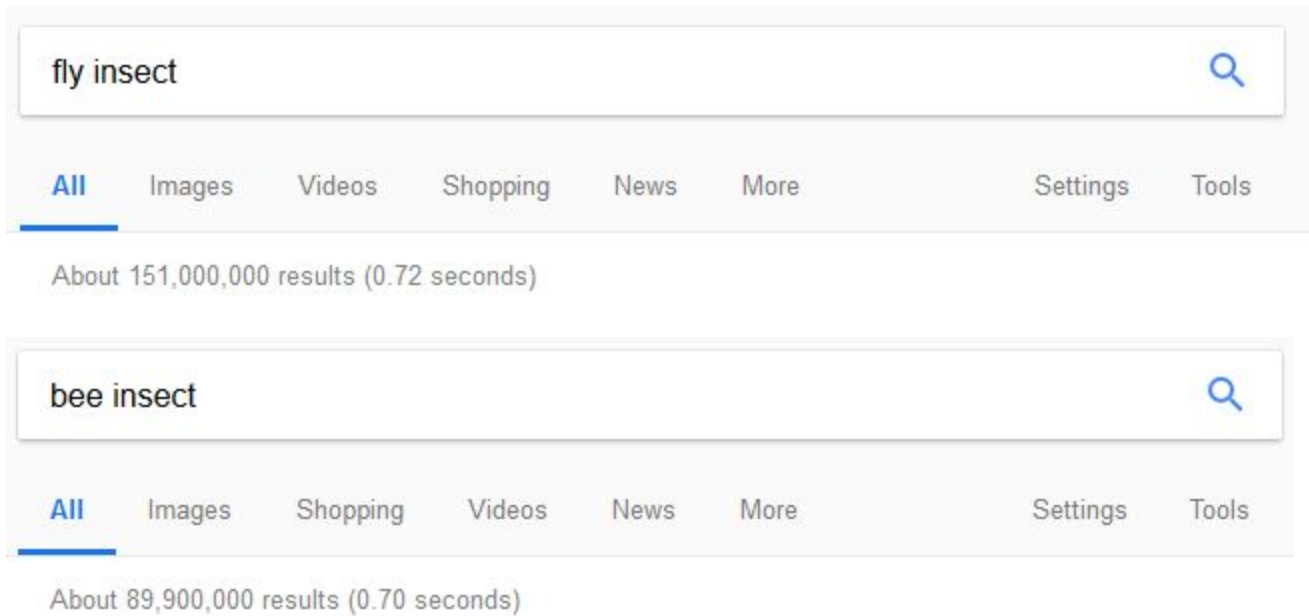 fly insect
All Images Videos Shopping News More Settings Tools
About 151,000,000 results (0.72 seconds)
bee insect
All Images Shopping Videos News More Settings Tools
About 89,900,000 results (0.70 seconds)